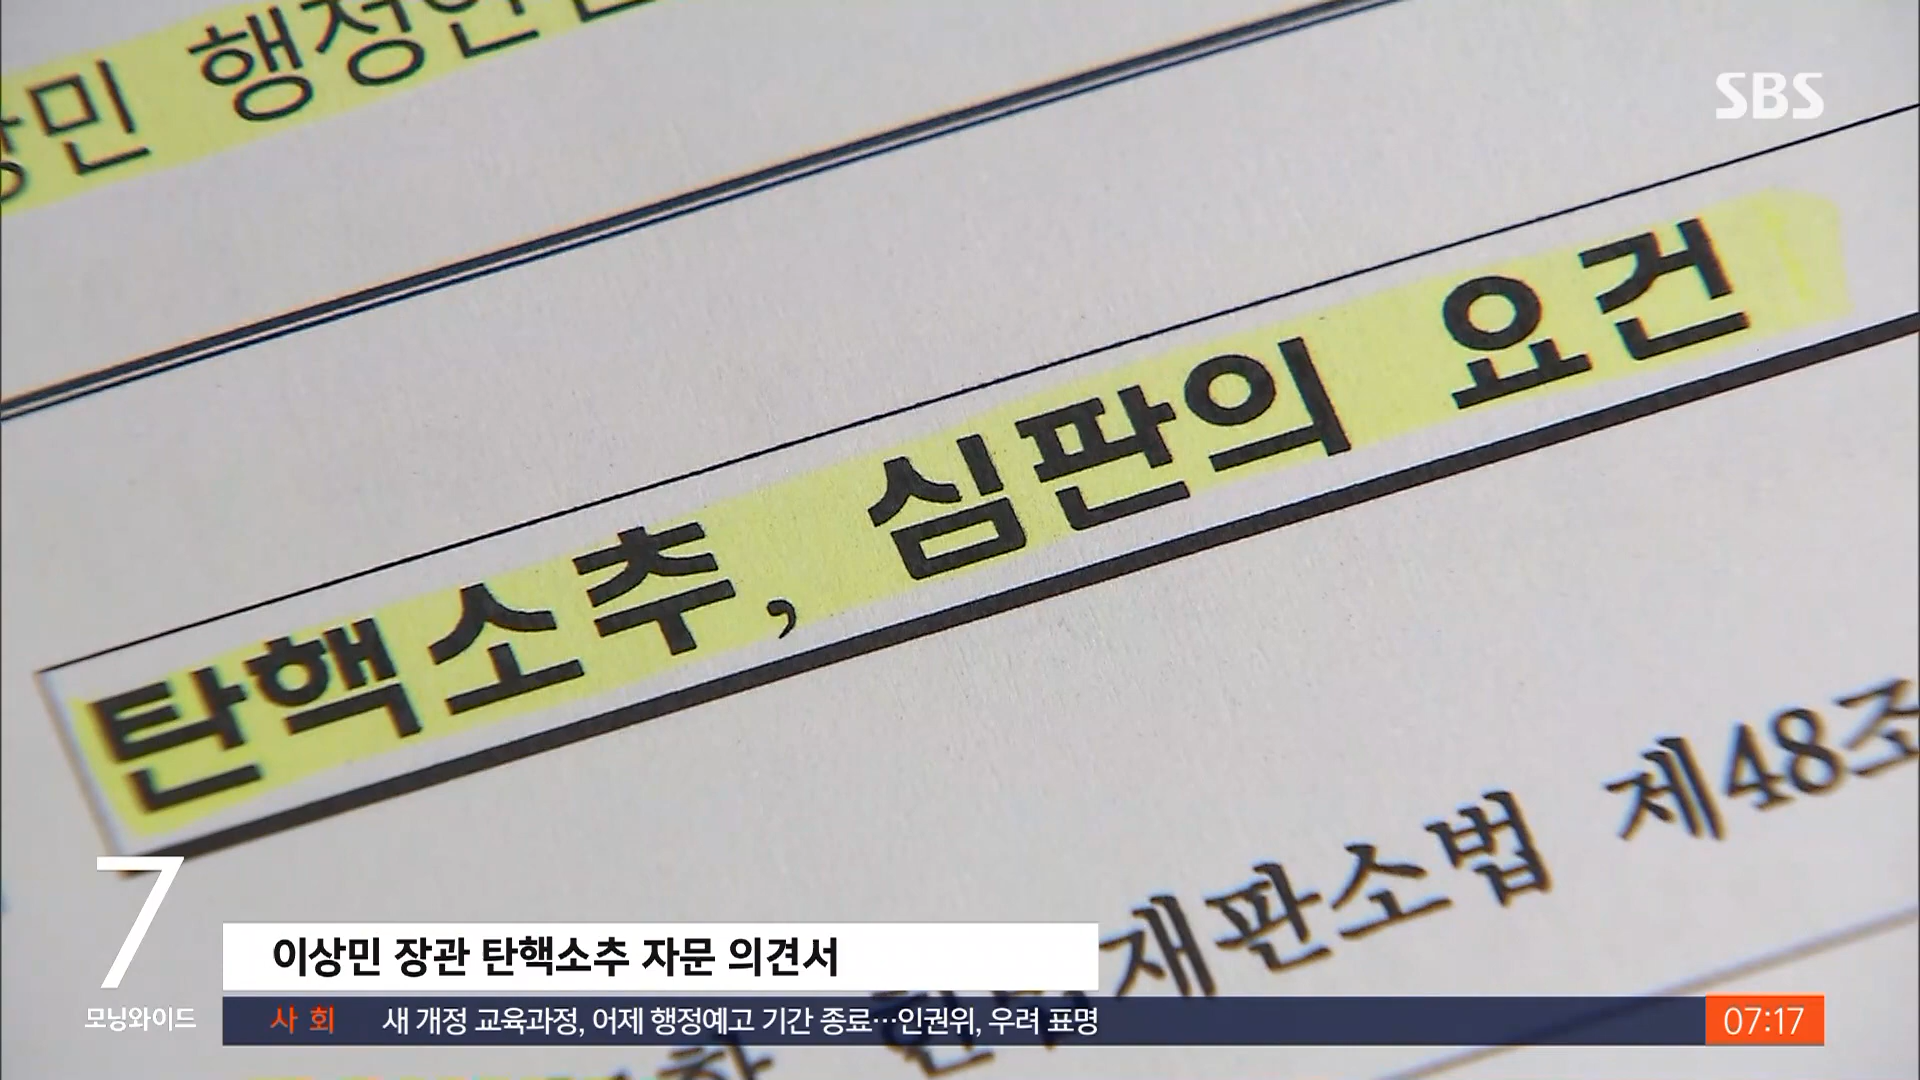 상민 행정안
SBS
탄핵소추, 심판의 요건
헌법재판소법 제48조
7
이상민 장관 탄핵소추 자문 의견서
모닝와이드
사회 새 개정 교육과정, 어제 행정예고 기간 종료…인권위, 우려 표명 07:17